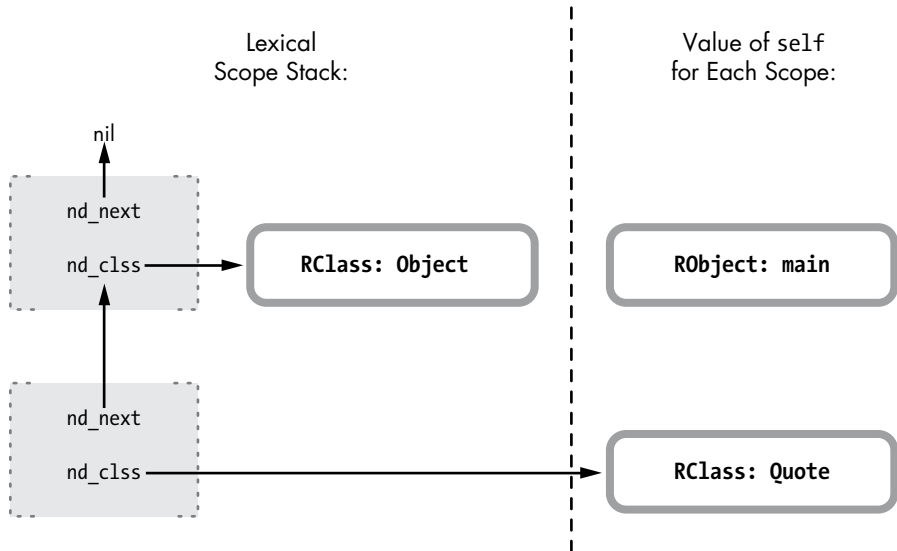 Lexical
Scope Stack:
Value of self
for Each Scope:
nil
nd_next
nd_clss
RClass: Object
RObject: main
nd_next
nd_clss
RClass: Quote